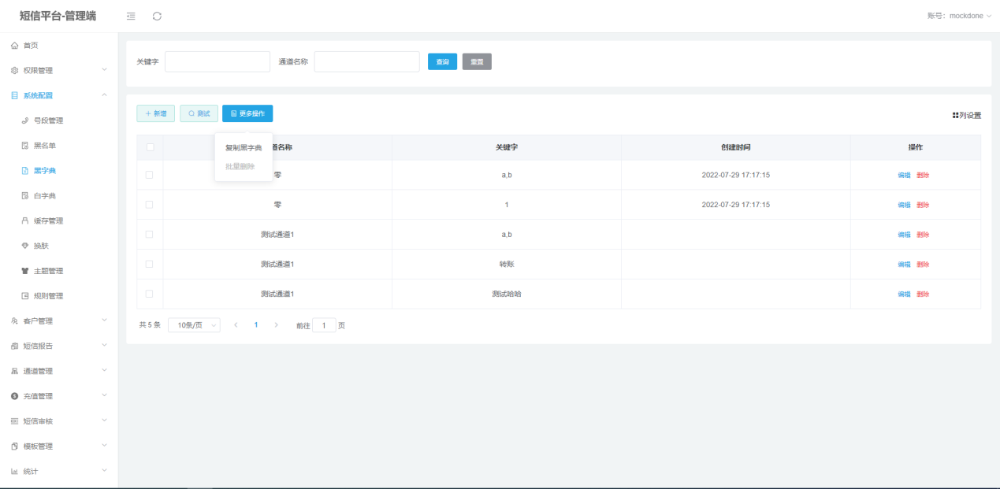 短信平台-管理端
账号：mockdone
首页
权限管理
系统配置
号段管理
黑名单
黑字典
白字典
缓存管理
换肤
主题管理
规则管理
客户管理
短信报告
通道管理
充值管理
短信审核
模板管理
统计
关键字 通道名称 查询 重置
新增 测试 更多操作 列设置
复制黑字典
批量删除
道名称 关键字 创建时间 操作
零 a,b 2022-07-29 17:17:15 编辑 删除
零 1 2022-07-29 17:17:15 编辑 删除
测试通道1 a,b 编辑 删除
测试通道1 转账 编辑 删除
测试通道1 测试哈哈 编辑 删除
共 5 条 10条/页 1 前往 1 页